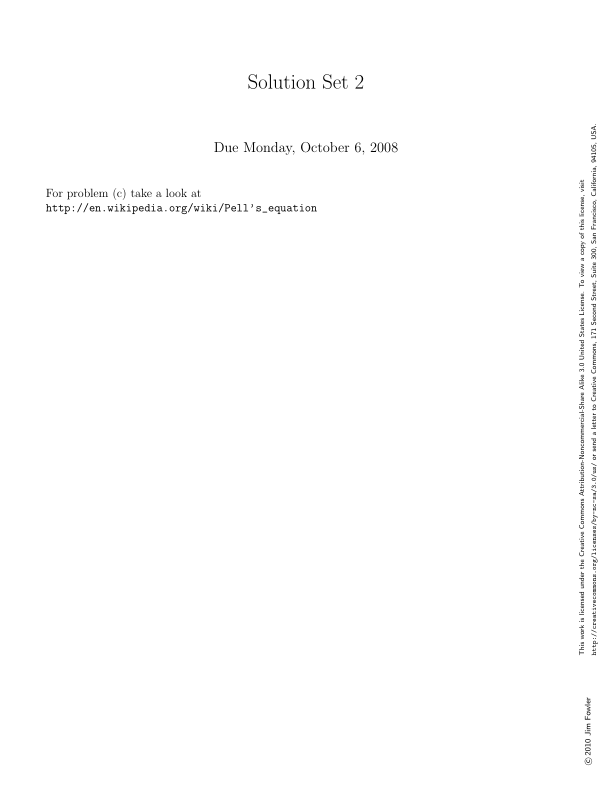 Solution Set 2
Due Monday, October 6, 2008
For problem (c) take a look at
http://en.wikipedia.org/wiki/Pell's_equation
This work is licensed under the Creative Commons Attribution-Noncommercial-Share Alike 3.0 United States License. To view a copy of this license, visit
http://creativecommons.org/licenses/by-nc-sa/3.0/us/ or send a letter to Creative Commons, 171 Second Street, Suite 300, San Francisco, California, 94105, USA.
© 2010 Jim Fowler